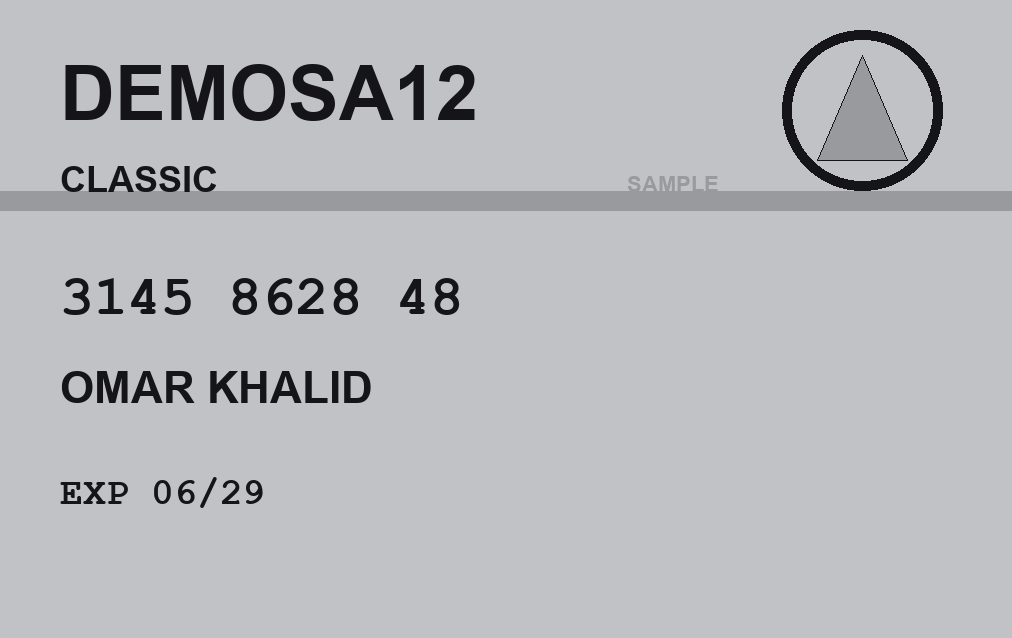 DEMOSA12
CLASSIC
SAMPLE
3145 8628 48
OMAR KHALID
EXP 06/29